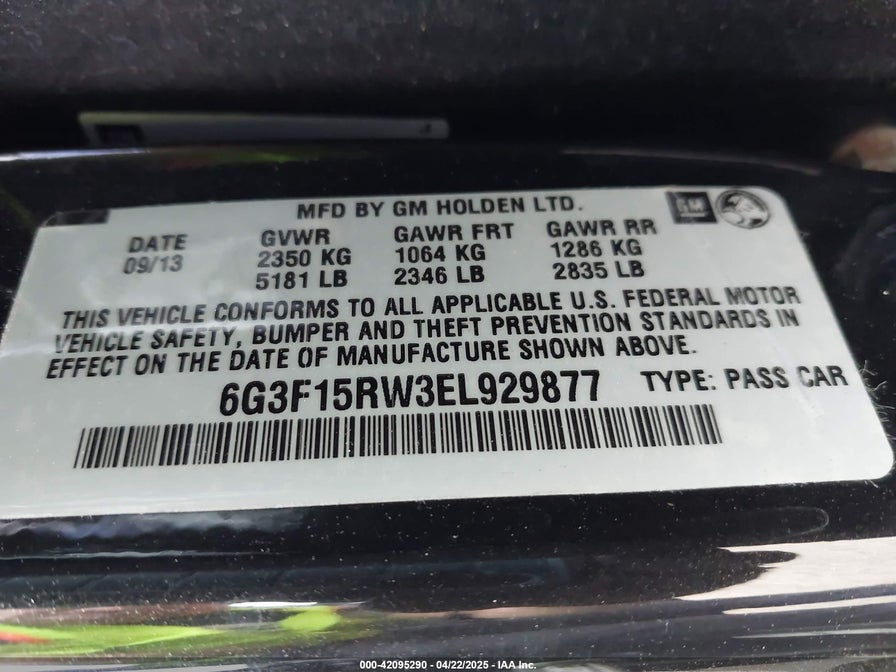 MFD BY GM HOLDEN LTD.
GM
DATE GVWR GAWR FRT GAWR RR
09/13 2350 KG 1064 KG 1286 KG
5181 LB 2346 LB 2835 LB
THIS VEHICLE CONFORMS TO ALL APPLICABLE U.S. FEDERAL MOTOR
VEHICLE SAFETY, BUMPER AND THEFT PREVENTION STANDARDS IN
EFFECT ON THE DATE OF MANUFACTURE SHOWN ABOVE.
6G3F15RW3EL929877 TYPE: PASS CAR
000-42095290 - 04/22/2025 - IAA Inc.